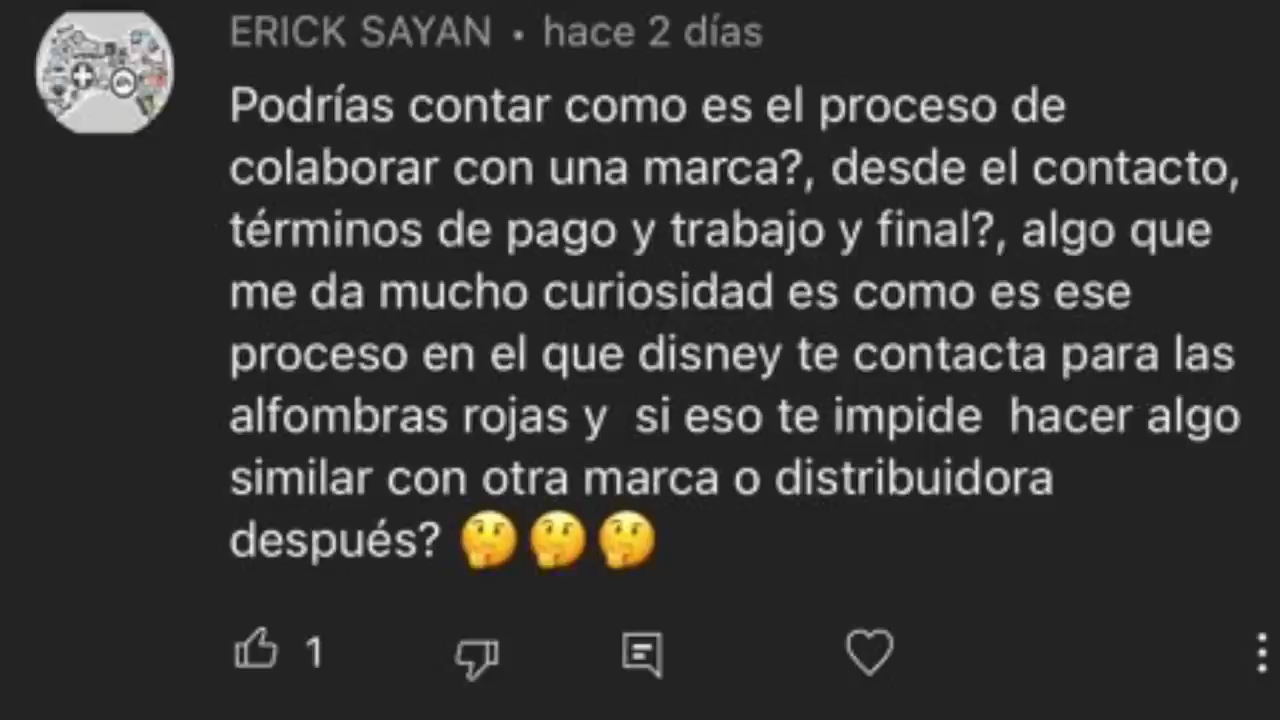 ERICK SAYAN • hace 2 días
Podrías contar como es el proceso de
colaborar con una marca?, desde el contacto,
términos de pago y trabajo y final?, algo que
me da mucho curiosidad es como es ese
proceso en el que disney te contacta para las
alfombras rojas y  si eso te impide  hacer algo
similar con otra marca o distribuidora
después? 🤔🤔🤔
1